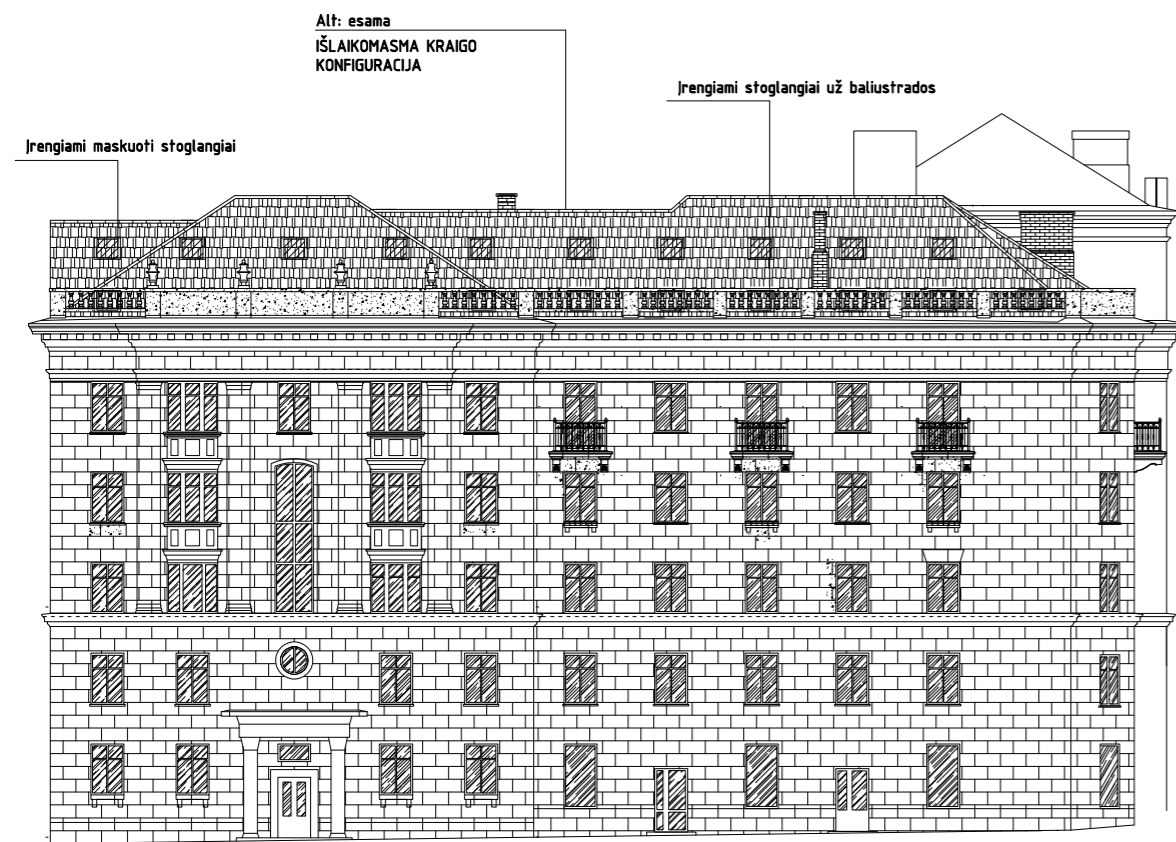 Alt: esama
IŠLAIKOMASMA KRAIGO
KONFIGURACIJA
Įrengiami stoglangiai už baliustrados
Įrengiami maskuoti stoglangiai